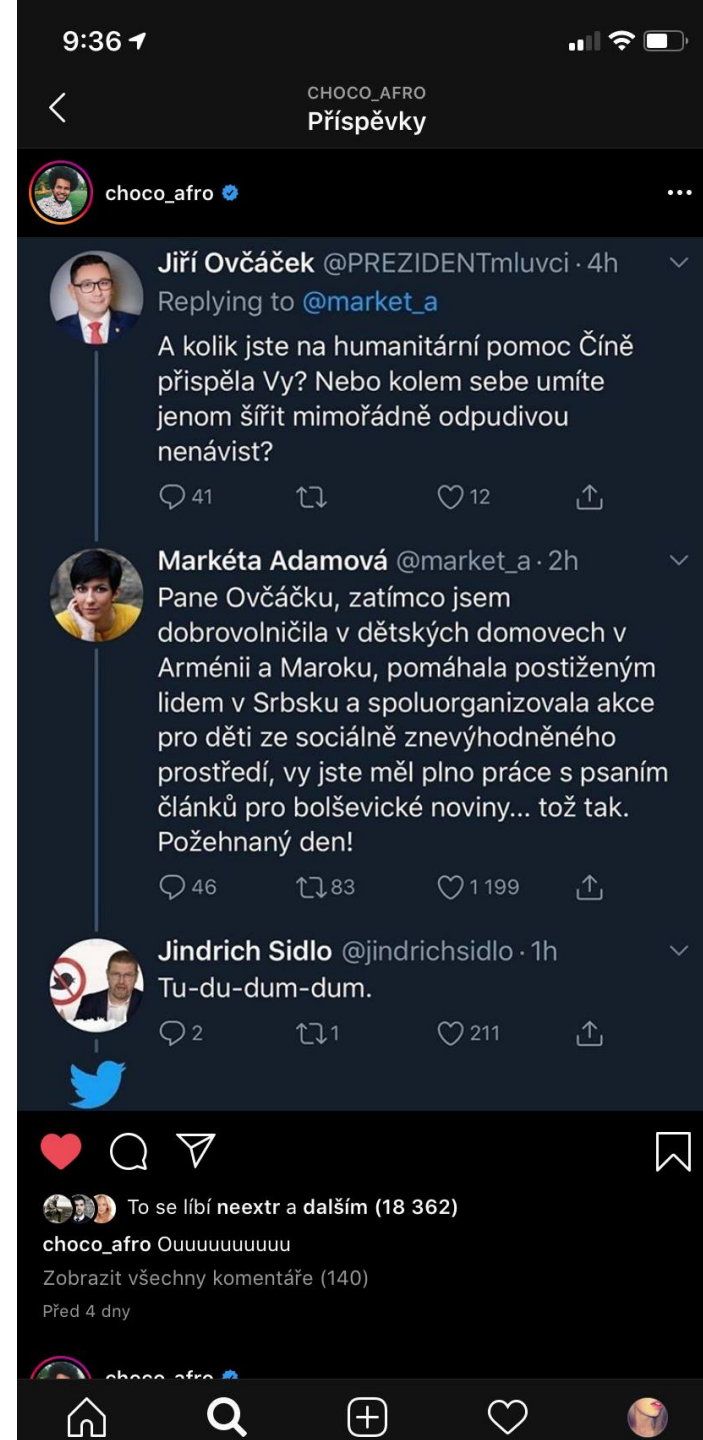 9:36
CHOCO_AFRO
Příspěvky
choco_afro
Jiří Ovčáček @PREZIDENTmluvci · 4h
Replying to @market_a
A kolik jste na humanitární pomoc Číně
přispěla Vy? Nebo kolem sebe umíte
jenom šířit mimořádně odpudivou
nenávist?
41 12
Markéta Adamová @market_a · 2h
Pane Ovčáčku, zatímco jsem
dobrovolničila v dětských domovech v
Arménii a Maroku, pomáhala postiženým
lidem v Srbsku a spoluorganizovala akce
pro děti ze sociálně znevýhodněného
prostředí, vy jste měl plno práce s psaním
článků pro bolševické noviny... tož tak.
Požehnaný den!
46 83 1 199
Jindrich Sidlo @jindrichsidlo · 1h
Tu-du-dum-dum.
2 1 211
To se líbí neextr a dalším (18 362)
choco_afro Ouuuuuuuuuu
Zobrazit všechny komentáře (140)
Před 4 dny
choco_afro